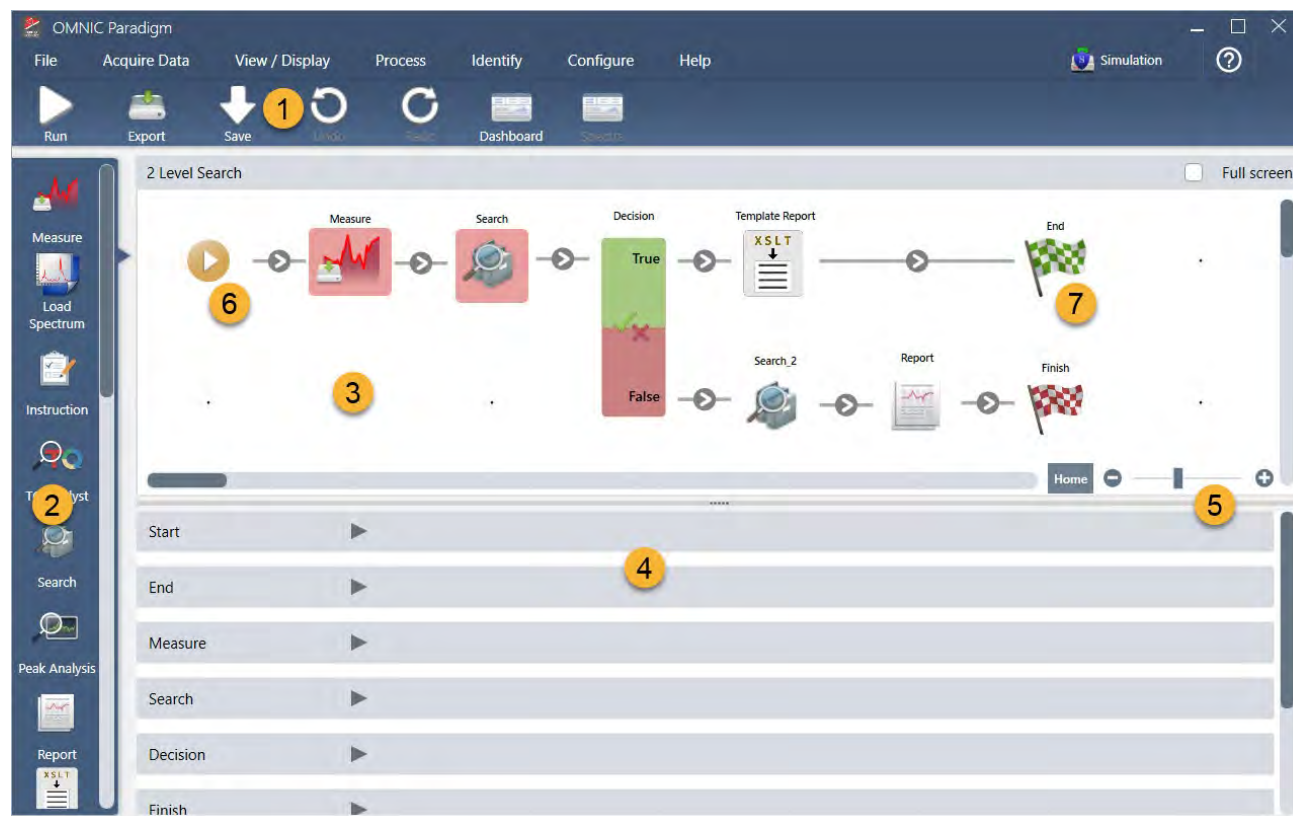 OMNIC Paradigm
File Acquire Data View / Display Process Identify Configure Help Simulation ?
1
Run Export Save Undo Redo Dashboard
2 Level Search Full screen
Measure Search Decision Template Report End
XSLT
True
6 7
Measure
Load
Spectrum
3
Search_2 Report Finish
False
Instruction
Home
5
2
Start
4
Search
End
Measure
Peak Analysis
Search
Report
Decision
XSLT
Finish